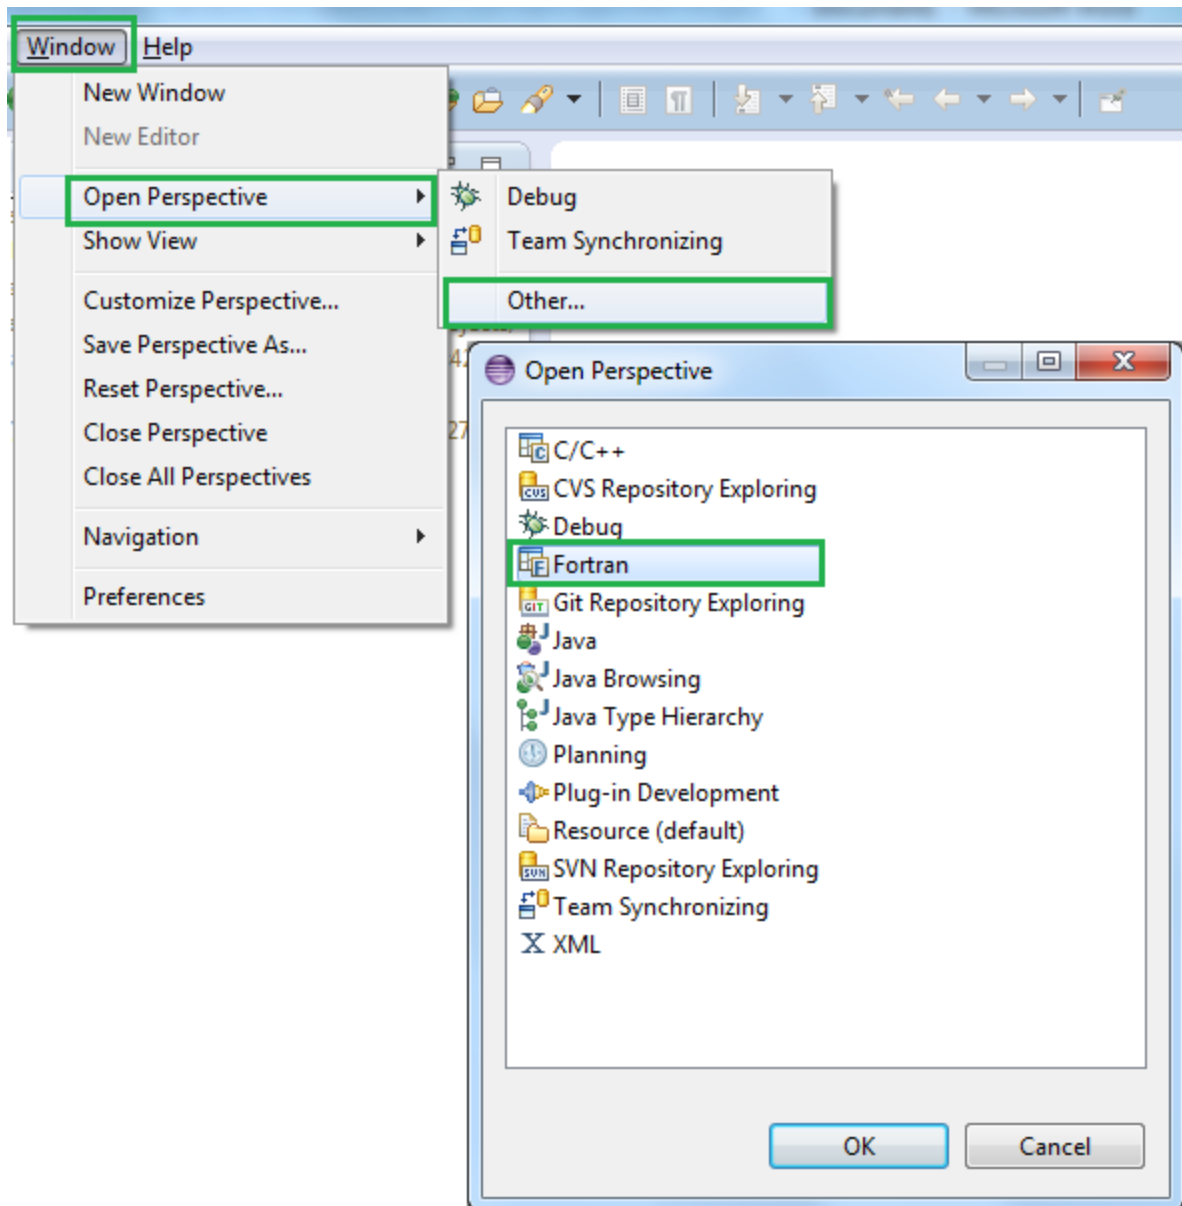 Window Help
New Window
New Editor
Open Perspective
Show View
Customize Perspective...
Save Perspective As...
Reset Perspective...
Close Perspective
Close All Perspectives
Navigation
Preferences
Debug
Team Synchronizing
Other...
Open Perspective
C/C++
CVS Repository Exploring
Debug
Fortran
Git Repository Exploring
Java
Java Browsing
Java Type Hierarchy
Planning
Plug-in Development
Resource (default)
SVN Repository Exploring
Team Synchronizing
XML
OK Cancel